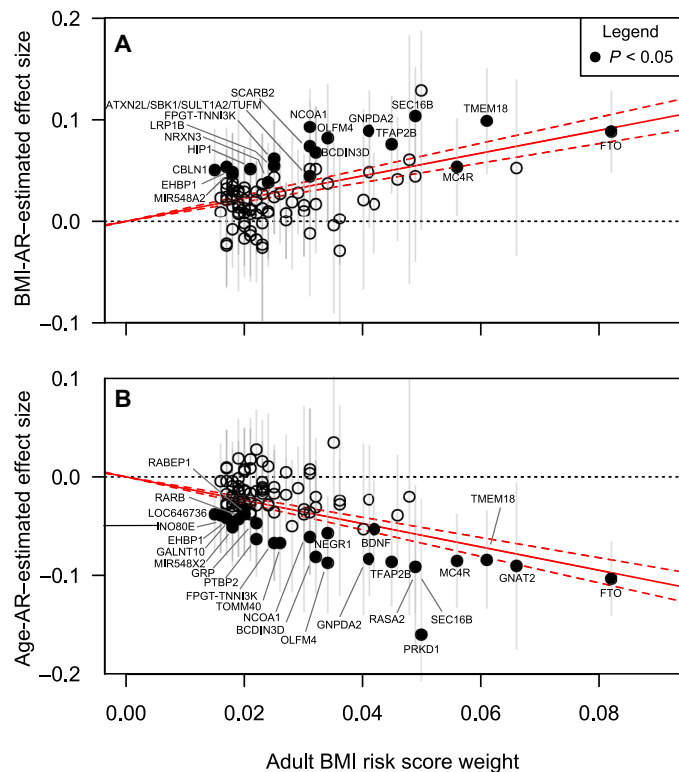 0.2
A
Legend
P < 0.05
SCARB2
SEC16B
ATXN2L/SBK1/SULT1A2/TUFM
NCOA1
TMEM18
FPGT-TNNI3K
OLFM4
GNPDA2
LRP1B
TFAP2B
FTO
NRXN3
BCDIN3D
HIP1
MC4R
CBLN1
EHBP1
MIR548A2
0.1
0.0
−0.1
BMI-AR–estimated effect size
0.1
B
RABEP1
RARB
TMEM18
LOC646736
INO80E
EHBP1
NEGR1
BDNF
GALNT10
MIR548X2
TFAP2B
MC4R
GNAT2
GRP
FTO
PTBP2
FPGT-TNNI3K
TOMM40
NCOA1
GNPDA2
RASA2
SEC16B
BCDIN3D
OLFM4
PRKD1
0.0
−0.1
−0.2
Age-AR–estimated effect size
0.00 0.02 0.04 0.06 0.08
Adult BMI risk score weight